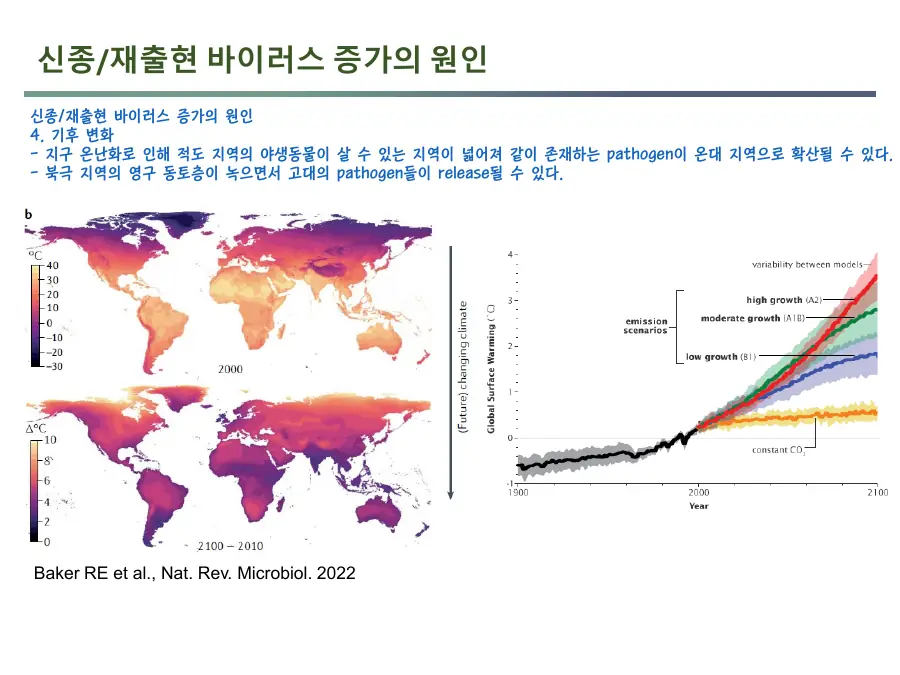 신종/재출현 바이러스 증가의 원인
신종/재출현 바이러스 증가의 원인
4. 기후 변화
- 지구 온난화로 인해 적도 지역의 야생동물이 살 수 있는 지역이 넓어져 같이 존재하는 pathogen이 온대 지역으로 확산될 수 있다.
- 북극 지역의 영구 동토층이 녹으면서 고대의 pathogen들이 release될 수 있다.
b
°C
40
30
20
10
0
−10
−20
−30
2000
Δ°C
10
8
6
4
2
0
2100 − 2010
(Future) changing climate
Global Surface Warming (°C)
4
3
2
1
0
-1
variability between models
high growth (A2)
moderate growth (A1B)
emission
scenarios
low growth (B1)
constant CO2
1900
2000
2100
Year
Baker RE et al., Nat. Rev. Microbiol. 2022